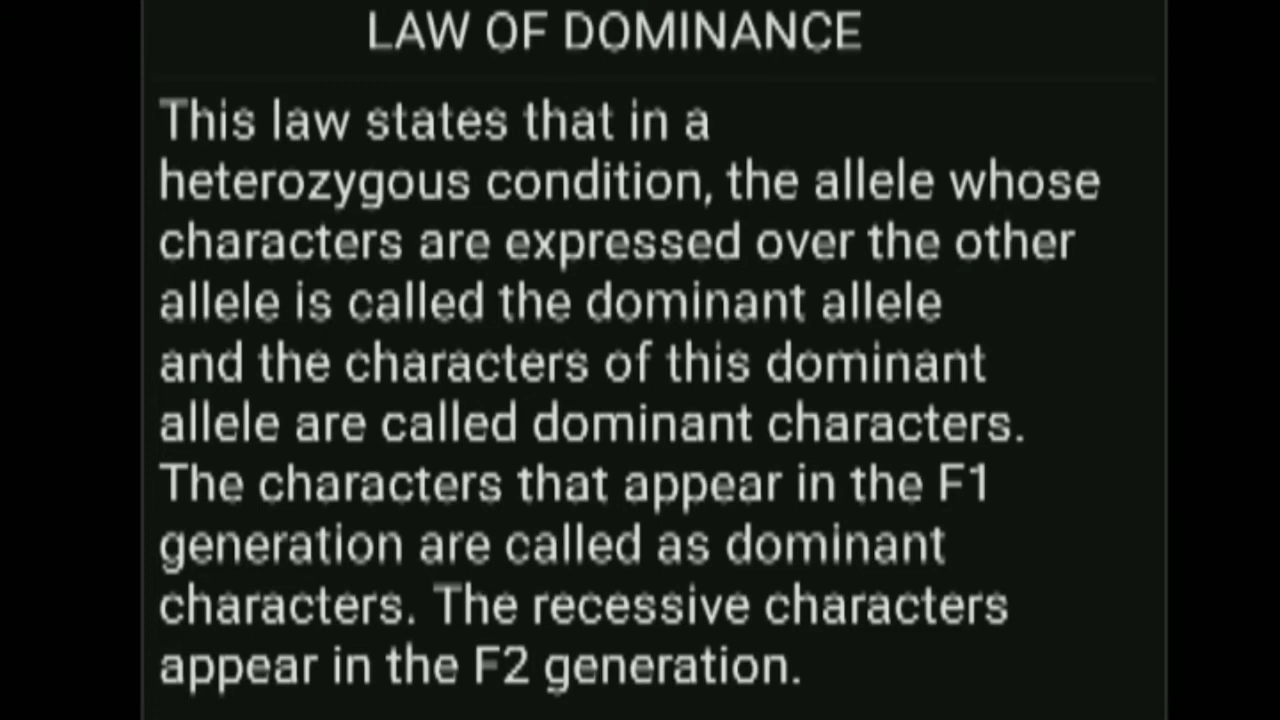 LAW OF DOMINANCE
This law states that in a
heterozygous condition, the allele whose
characters are expressed over the other
allele is called the dominant allele
and the characters of this dominant
allele are called dominant characters.
The characters that appear in the F1
generation are called as dominant
characters. The recessive characters
appear in the F2 generation.